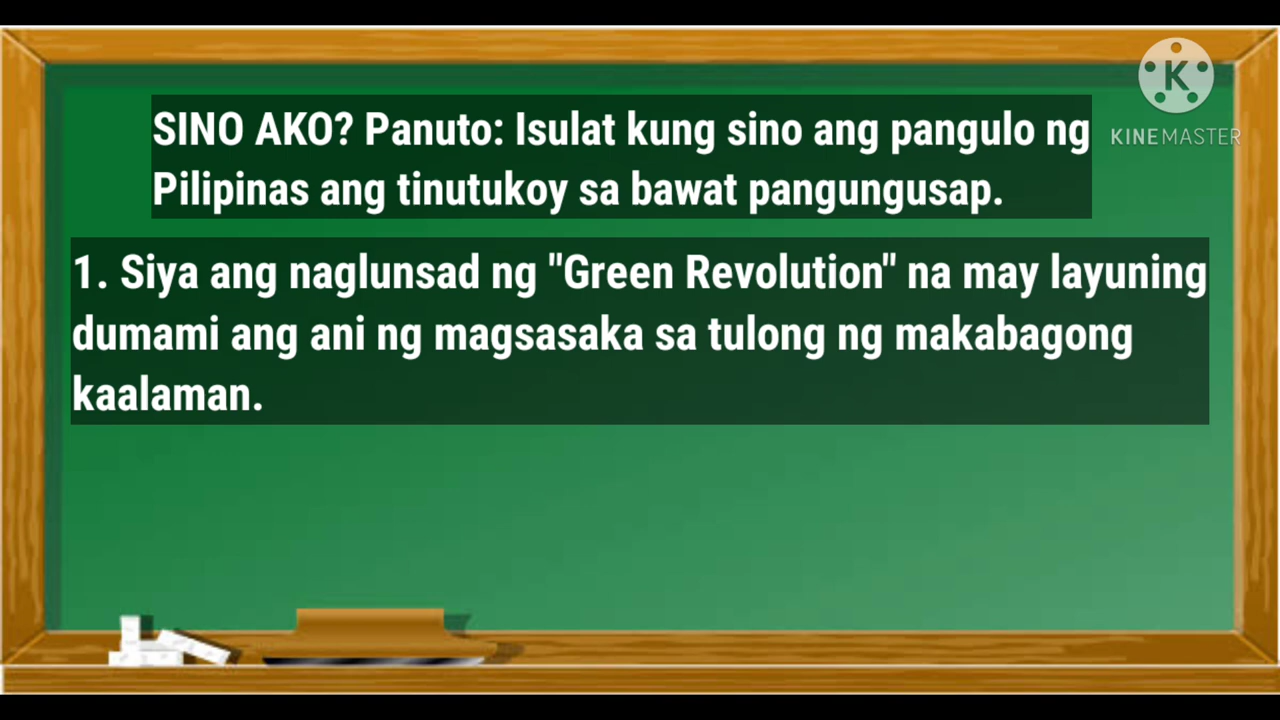 SINO AKO? Panuto: Isulat kung sino ang pangulo ng
Pilipinas ang tinutukoy sa bawat pangungusap.
K
KINEMASTER
1. Siya ang naglunsad ng "Green Revolution" na may layuning
dumami ang ani ng magsasaka sa tulong ng makabagong
kaalaman.